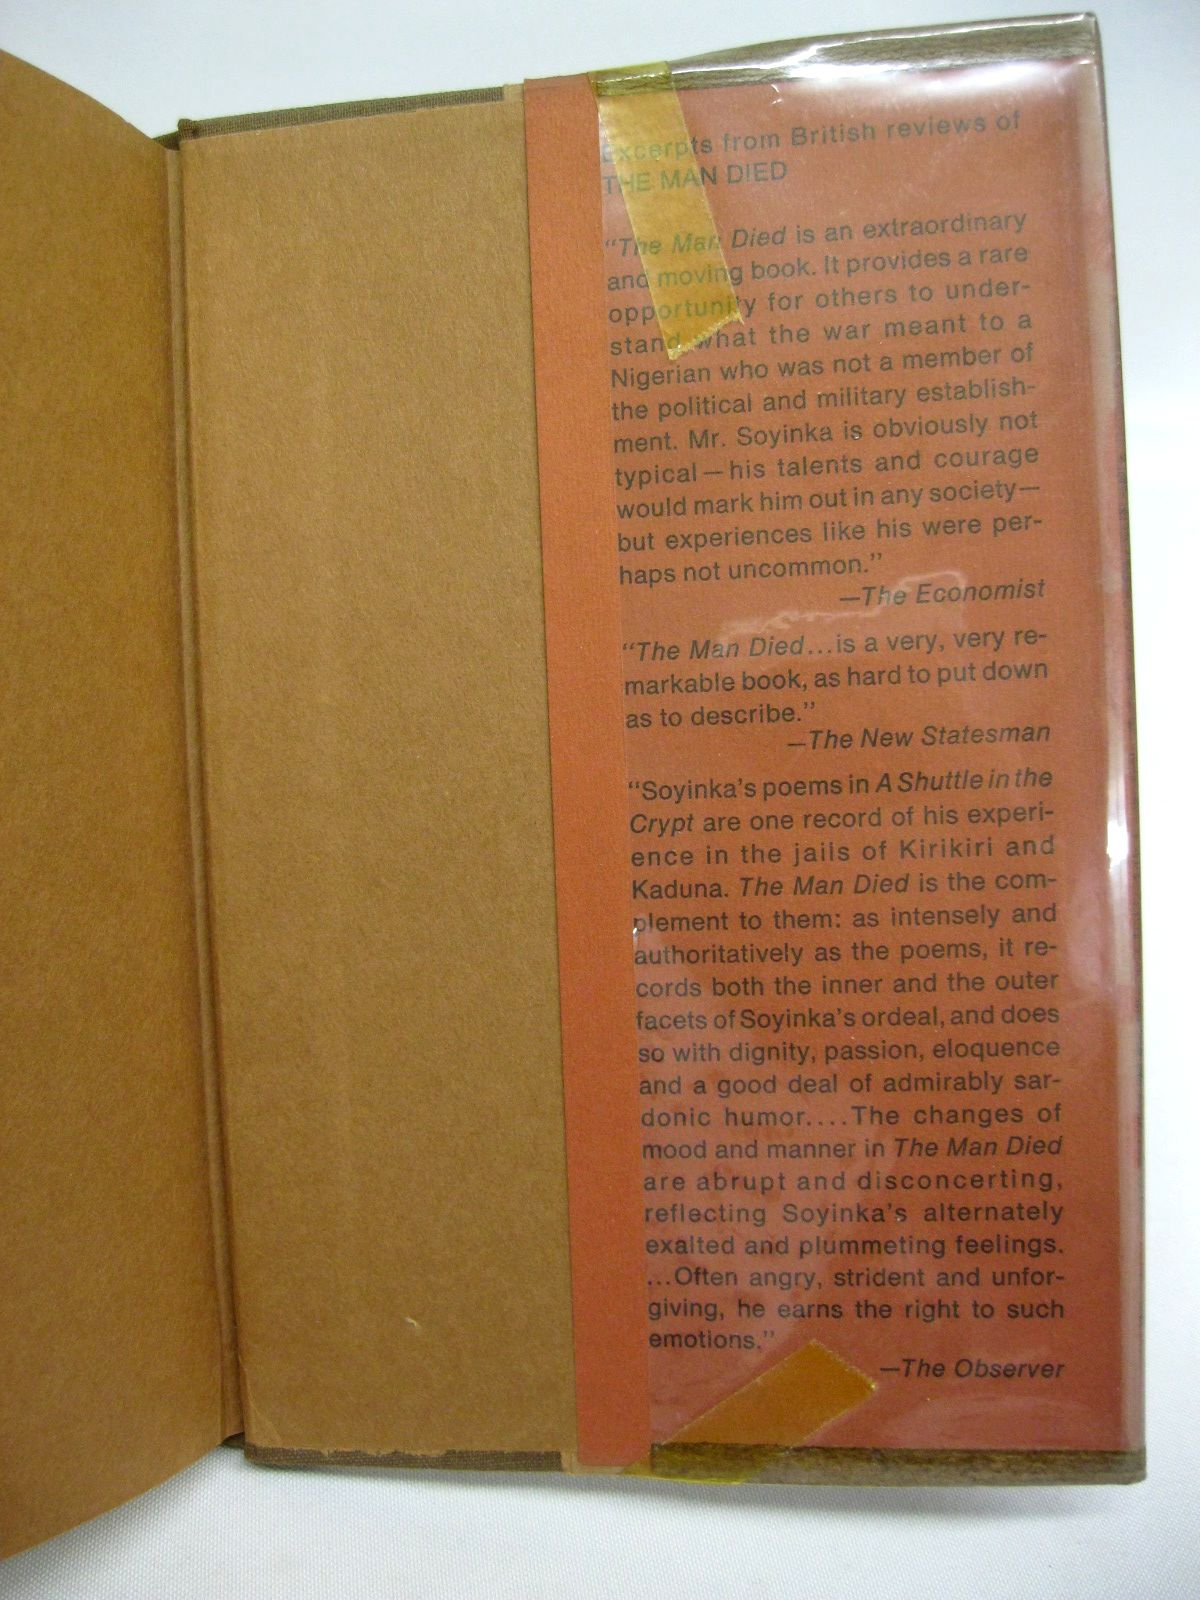 Excerpts from British reviews of
THE MAN DIED
“The Man Died is an extraordinary
and moving book. It provides a rare
opportunity for others to under-
stand what the war meant to a
Nigerian who was not a member of
the political and military establish-
ment. Mr. Soyinka is obviously not
typical—his talents and courage
would mark him out in any society—
but experiences like his were per-
haps not uncommon.”
—The Economist
“The Man Died...is a very, very re-
markable book, as hard to put down
as to describe.”
—The New Statesman
“Soyinka’s poems in A Shuttle in the
Crypt are one record of his experi-
ence in the jails of Kirikiri and
Kaduna. The Man Died is the com-
plement to them: as intensely and
authoritatively as the poems, it re-
cords both the inner and the outer
facets of Soyinka’s ordeal, and does
so with dignity, passion, eloquence
and a good deal of admirably sar-
donic humor....The changes of
mood and manner in The Man Died
are abrupt and disconcerting,
reflecting Soyinka’s alternately
exalted and plummeting feelings.
...Often angry, strident and unfor-
giving, he earns the right to such
emotions.”
—The Observer